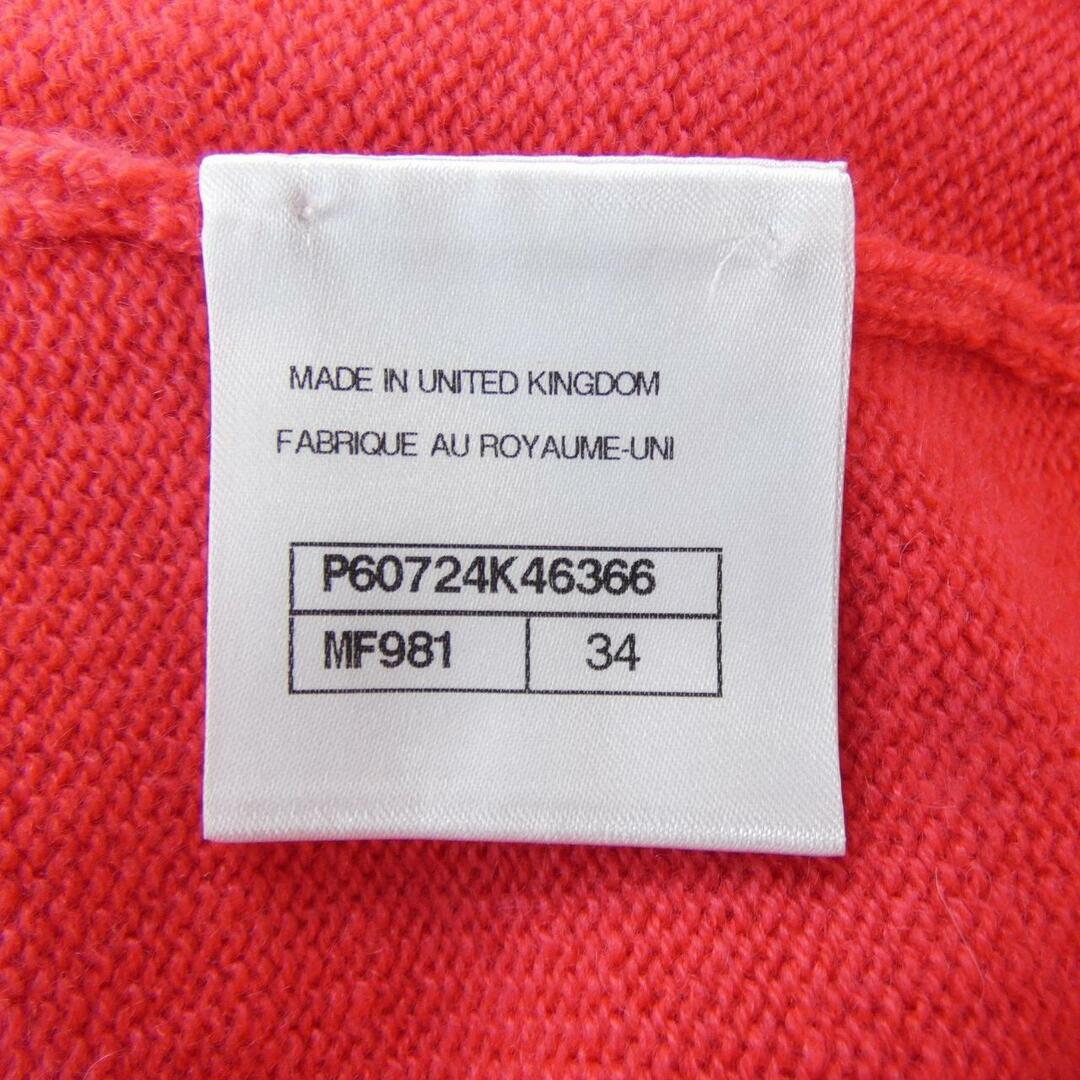 MADE IN UNITED KINGDOM
FABRIQUE AU ROYAUME-UNI
P60724K46366
MF981 34